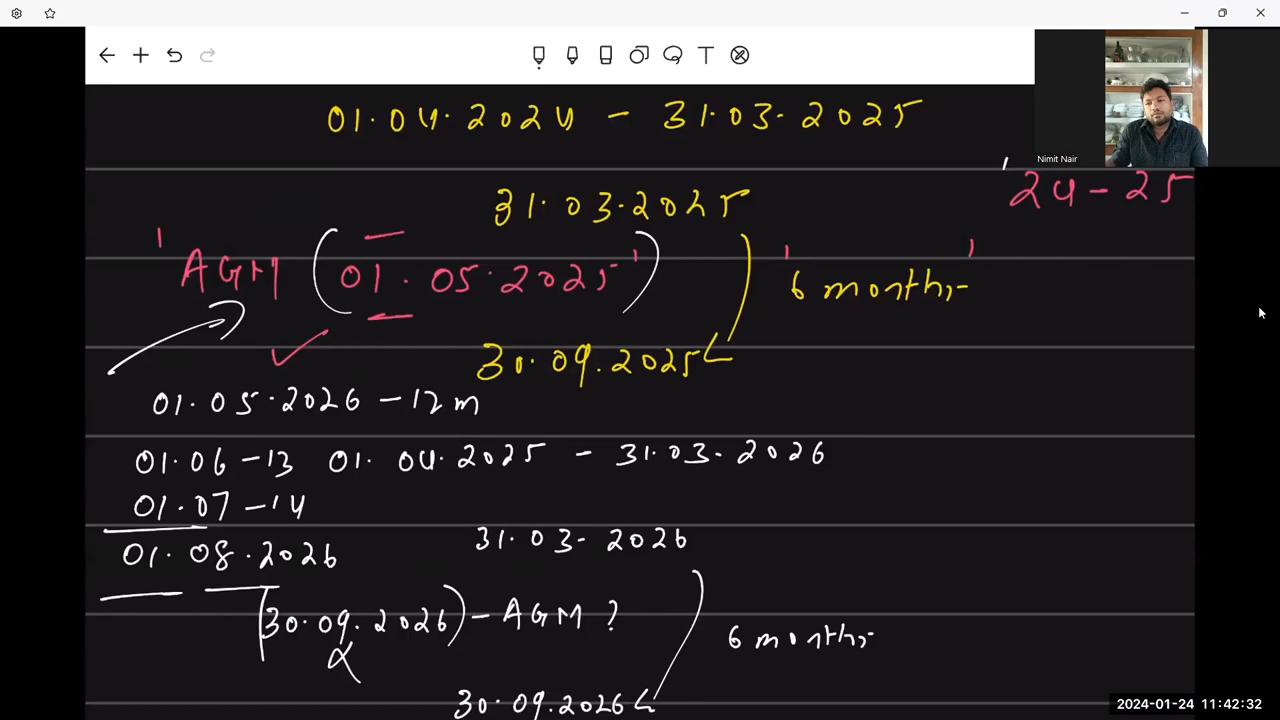 01.04.2024 - 31.03.2025
Nimit Nair
'24-25
31.03.2025
'AGM (01.05.2025')
'6 months'
30.09.2025
01.05.2026 - 12m
01.06 - 13
01.04.2025 - 31.03.2026
01.07 - 14
01.08.2026
31.03.2026
(30.09.2026) - AGM ?
6 months
30.09.2026
2024-01-24 11:42:32